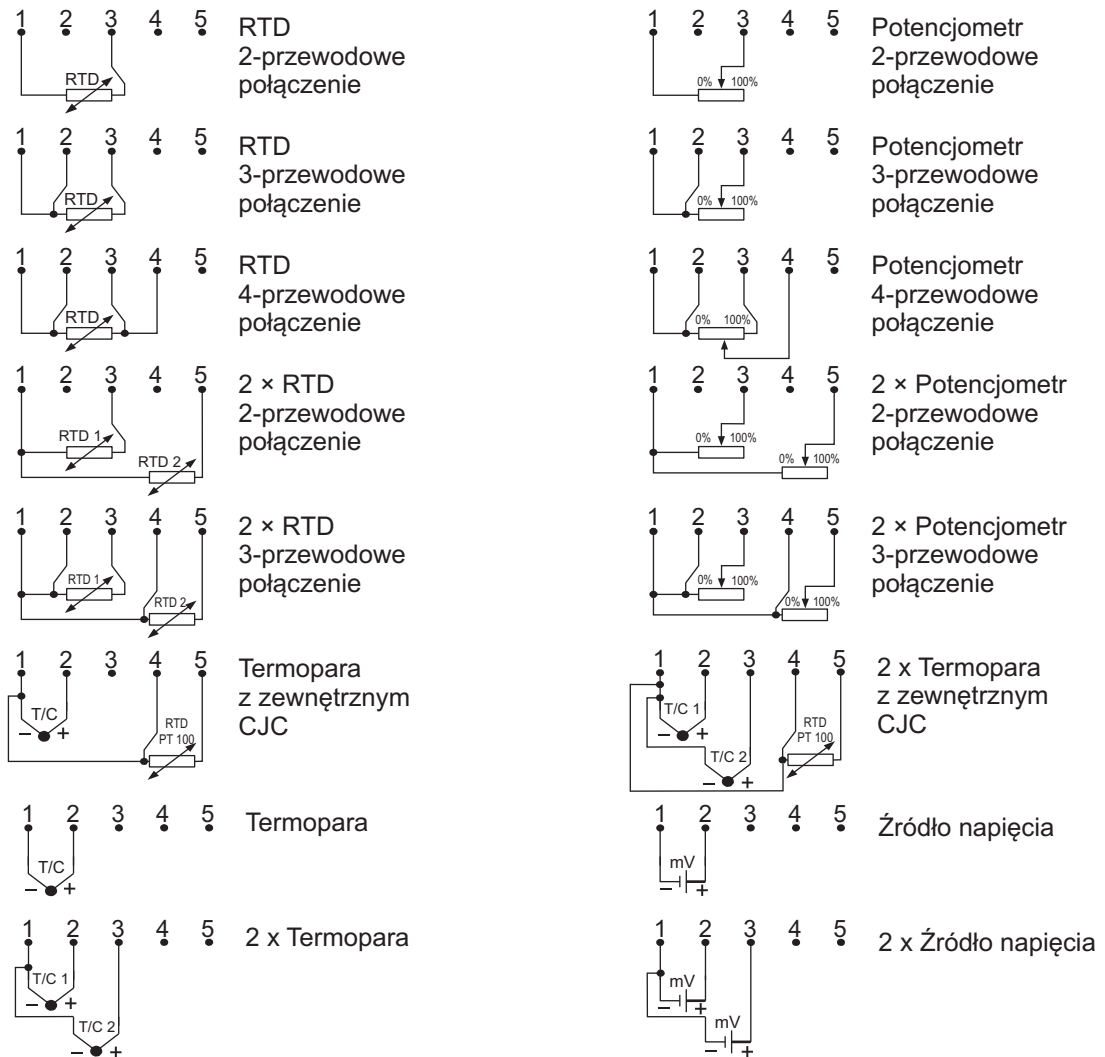 1 2 3 4 5
RTD
2-przewodowe
połączenie
RTD
1 2 3 4 5
RTD
3-przewodowe
połączenie
RTD
1 2 3 4 5
RTD
4-przewodowe
połączenie
RTD
1 2 3 4 5
2 × RTD
2-przewodowe
połączenie
RTD 1
RTD 2
1 2 3 4 5
2 × RTD
3-przewodowe
połączenie
RTD 1
RTD 2
1 2 3 4 5
Termopara
z zewnętrznym
CJC
T/C
– +
RTD
PT 100
1 2 3 4 5
Termopara
T/C
– +
1 2 3 4 5
2 x Termopara
T/C 1
– +
T/C 2
– +
1 2 3 4 5
Potencjometr
2-przewodowe
połączenie
0% 100%
1 2 3 4 5
Potencjometr
3-przewodowe
połączenie
0% 100%
1 2 3 4 5
Potencjometr
4-przewodowe
połączenie
0% 100%
1 2 3 4 5
2 × Potencjometr
2-przewodowe
połączenie
0% 100%
0% 100%
1 2 3 4 5
2 × Potencjometr
3-przewodowe
połączenie
0% 100%
0% 100%
1 2 3 4 5
2 x Termopara
z zewnętrznym
CJC
T/C 1
– +
T/C 2
– +
RTD
PT 100
1 2 3 4 5
Źródło napięcia
mV
– +
1 2 3 4 5
2 x Źródło napięcia
mV
– +
mV
– +